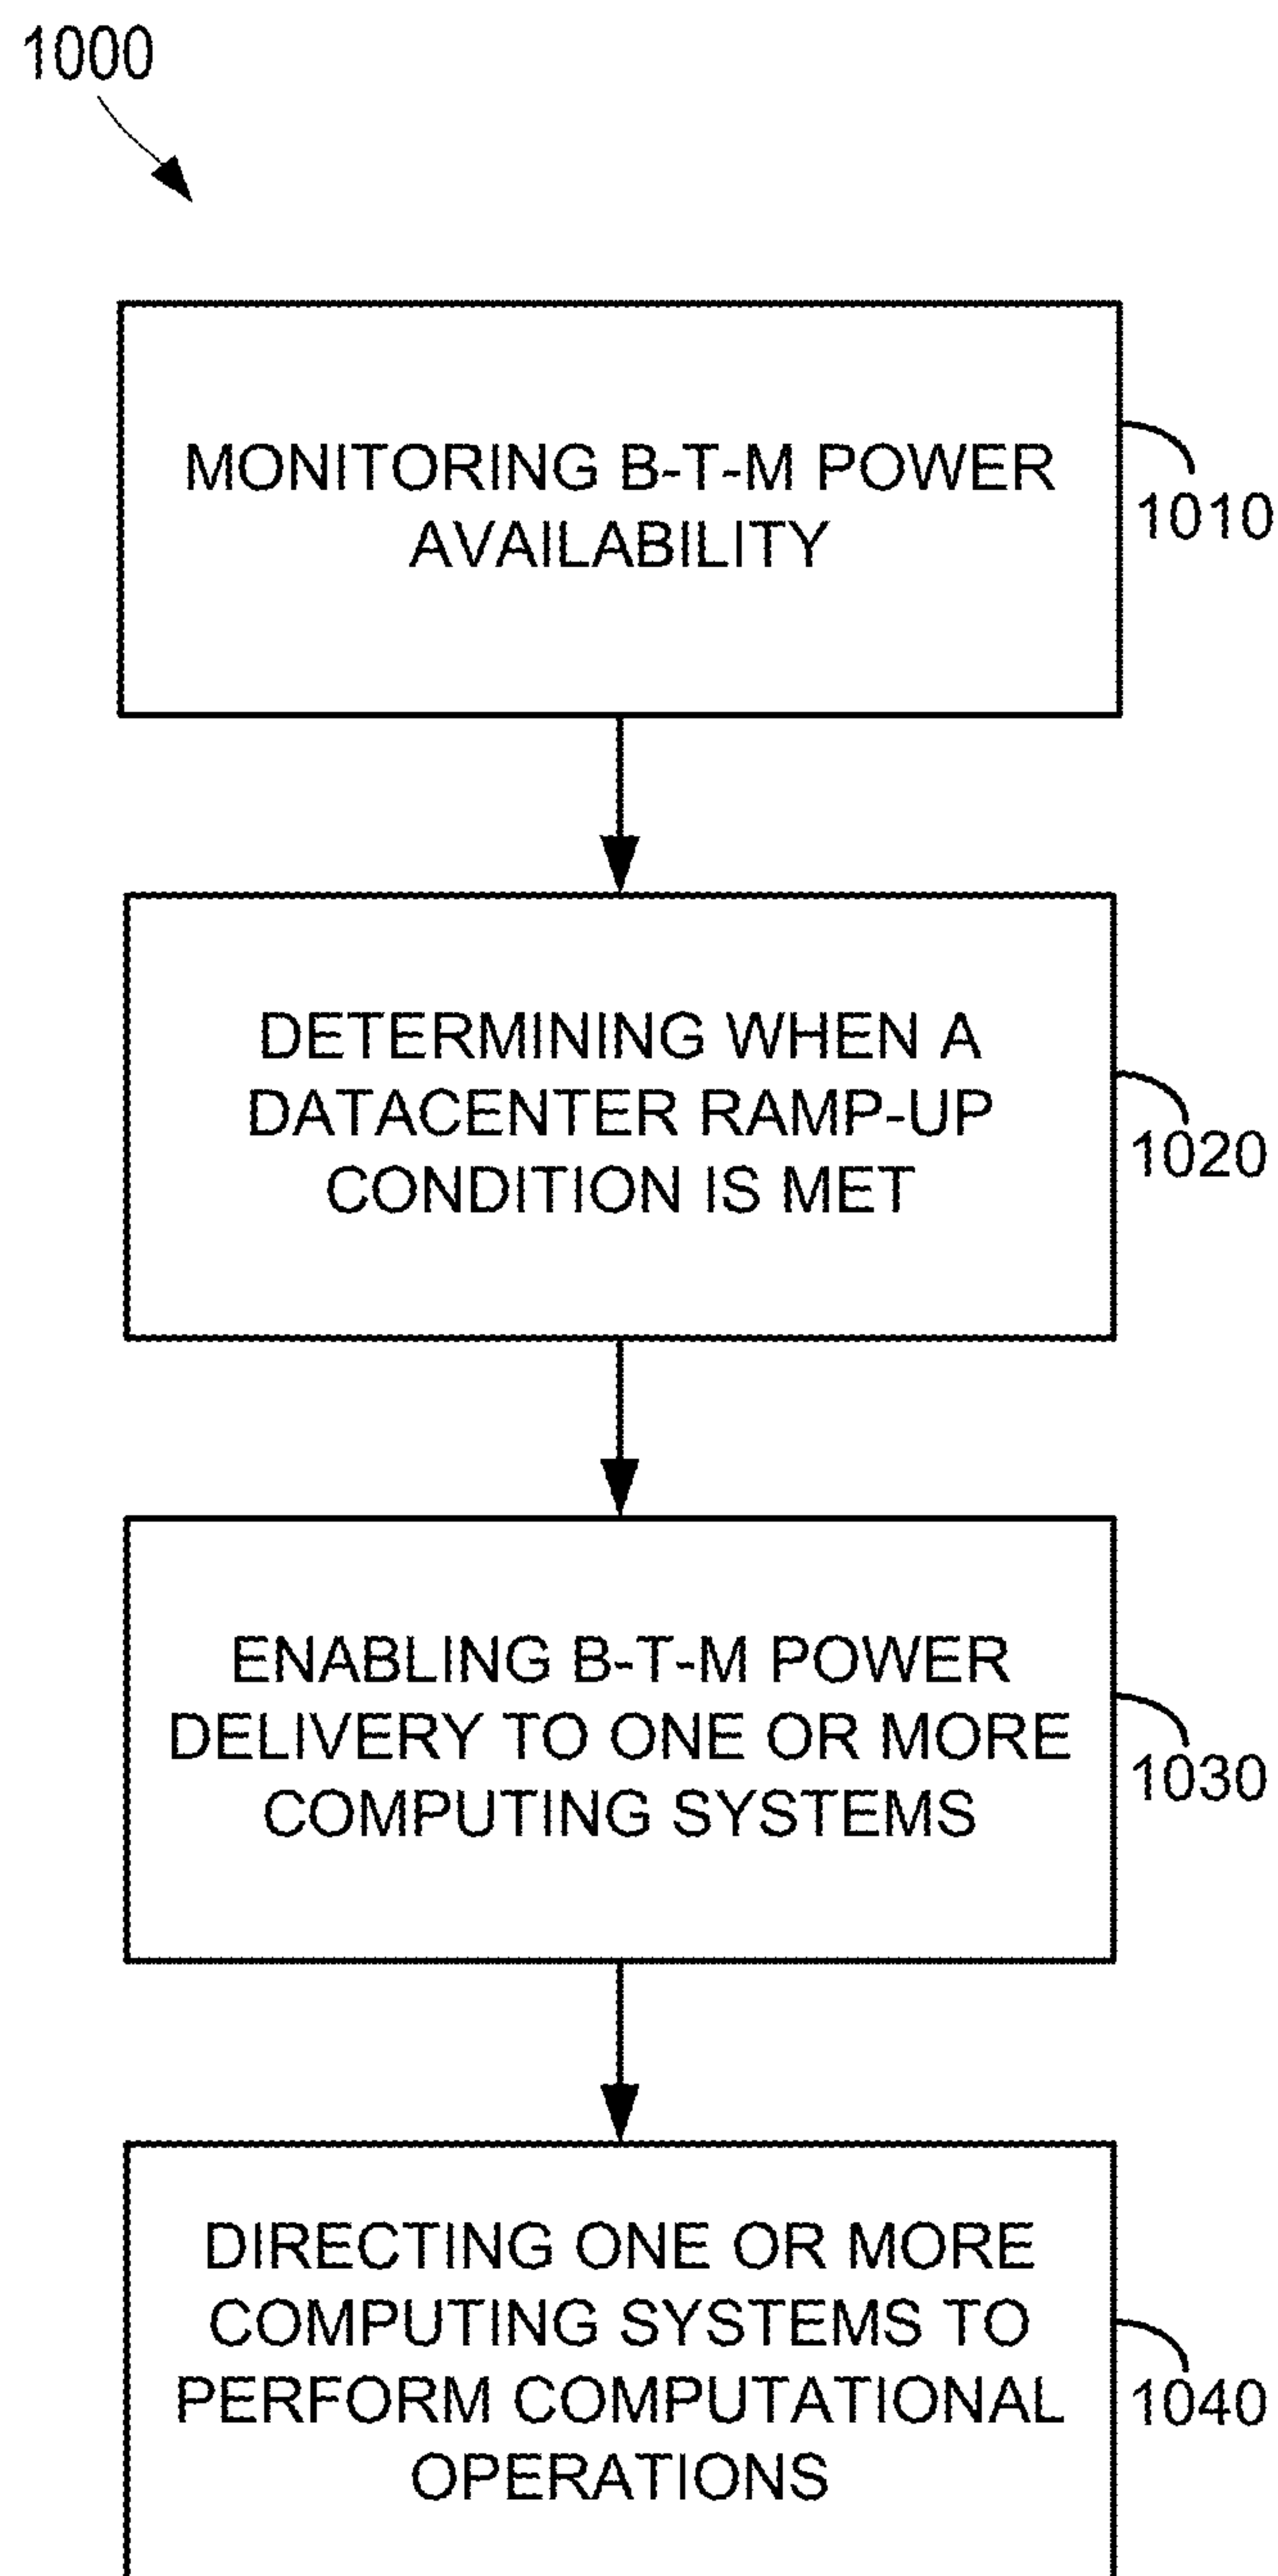 1000
MONITORING B-T-M POWER
AVAILABILITY
1010
DETERMINING WHEN A
DATACENTER RAMP-UP
CONDITION IS MET
1020
ENABLING B-T-M POWER
DELIVERY TO ONE OR MORE
COMPUTING SYSTEMS
1030
DIRECTING ONE OR MORE
COMPUTING SYSTEMS TO
PERFORM COMPUTATIONAL
OPERATIONS
1040